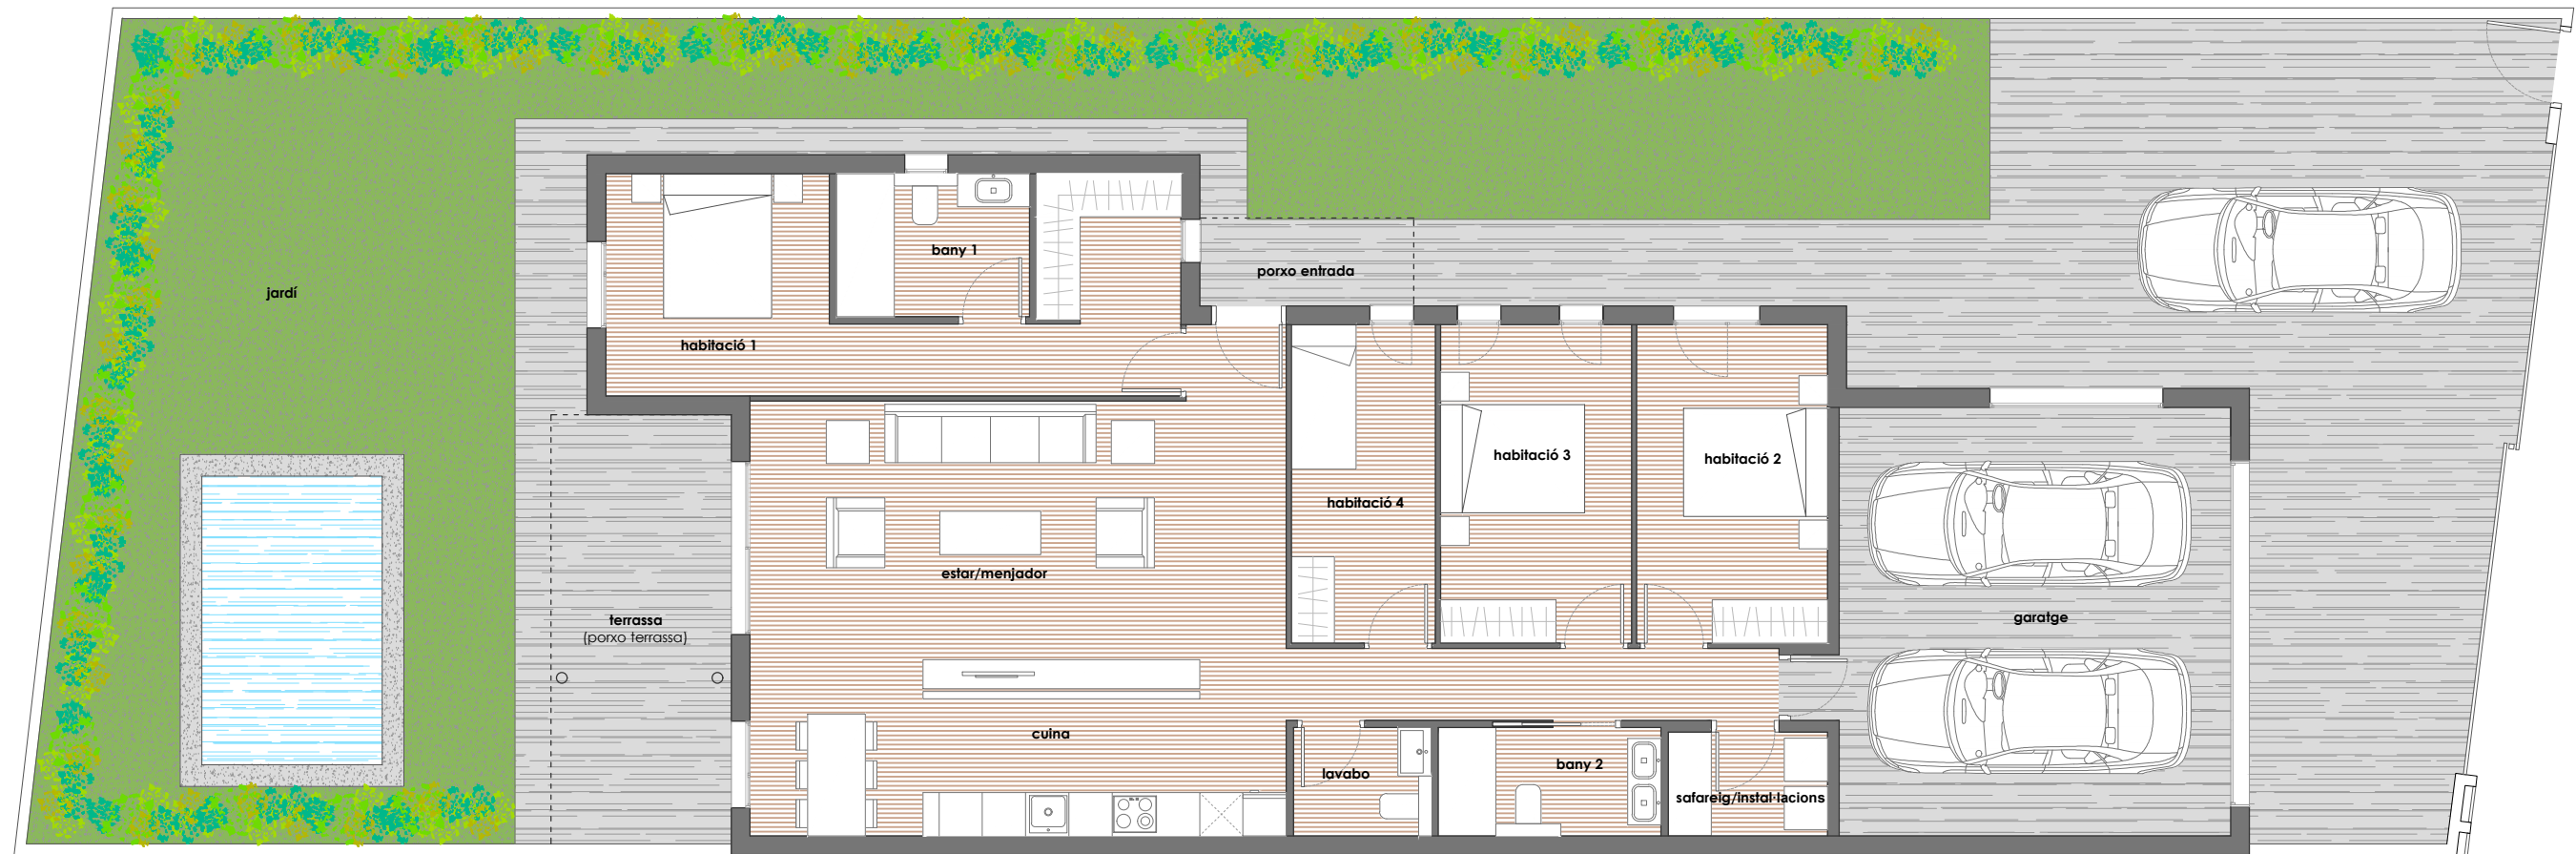 bany 1
porxo entrada
jardí
habitació 1
habitació 3
habitació 2
habitació 4
estar/menjador
terrassa
(porxo terrassa)
garatge
cuina
lavabo
bany 2
safareig/instal·lacions